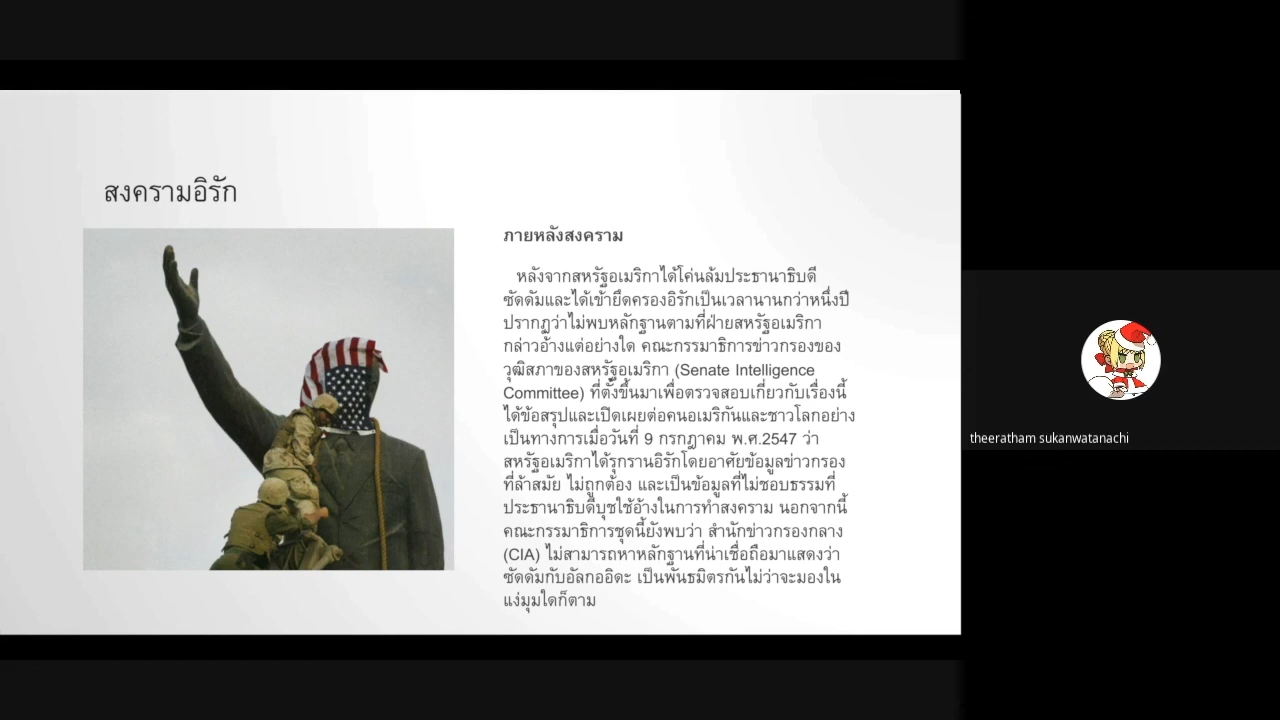 สงครามอิรัก
ภายหลังสงคราม
หลังจากสหรัฐอเมริกาได้โค่นล้มประธานาธิบดี
ซัดดัมและได้เข้ายึดครองอิรักเป็นเวลานานกว่าหนึ่งปี
ปรากฏว่าไม่พบหลักฐานตามที่ฝ่ายสหรัฐอเมริกา
กล่าวอ้างแต่อย่างใด คณะกรรมาธิการข่าวกรองของ
วุฒิสภาของสหรัฐอเมริกา (Senate Intelligence
Committee) ที่ตั้งขึ้นมาเพื่อตรวจสอบเกี่ยวกับเรื่องนี้
ได้ข้อสรุปและเปิดเผยต่อคนอเมริกันและชาวโลกอย่าง
เป็นทางการเมื่อวันที่ 9 กรกฎาคม พ.ศ.2547 ว่า
สหรัฐอเมริกาได้รุกรานอิรักโดยอาศัยข้อมูลข่าวกรอง
ที่ล้าสมัย ไม่ถูกต้อง และเป็นข้อมูลที่ไม่ชอบธรรมที่
ประธานาธิบดีบุชใช้อ้างในการทำสงคราม นอกจากนี้
คณะกรรมาธิการชุดนี้ยังพบว่า สำนักข่าวกรองกลาง
(CIA) ไม่สามารถหาหลักฐานที่น่าเชื่อถือมาแสดงว่า
ซัดดัมกับอัลกออิดะ เป็นพันธมิตรกันไม่ว่าจะมองใน
แง่มุมใดก็ตาม
theeratham sukanwatanachi